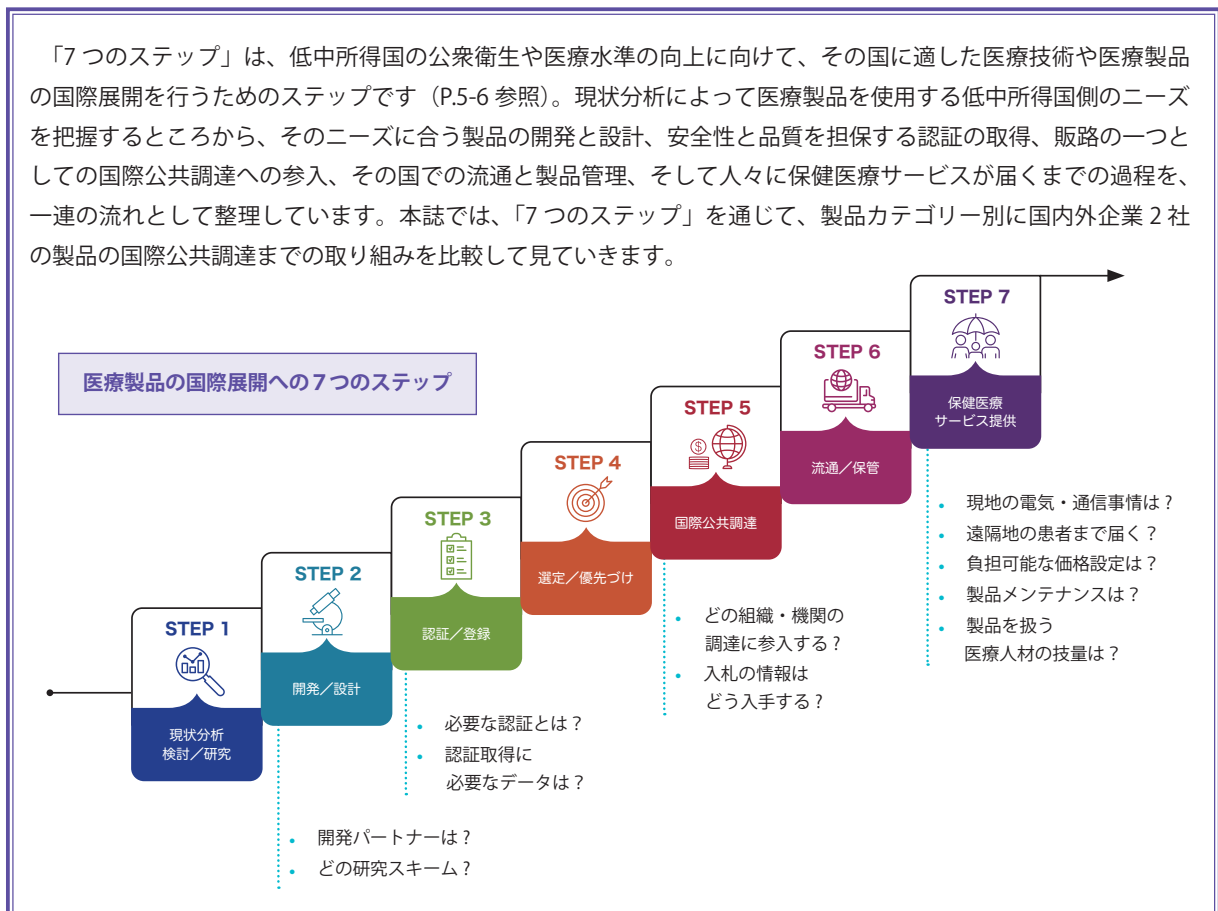 「7 つのステップ」は、低中所得国の公衆衛生や医療水準の向上に向けて、その国に適した医療技術や医療製品
の国際展開を行うためのステップです（P.5-6 参照）。現状分析によって医療製品を使用する低中所得国側のニーズ
を把握するところから、そのニーズに合う製品の開発と設計、安全性と品質を担保する認証の取得、販路の一つと
しての国際公共調達への参入、その国での流通と製品管理、そして人々に保健医療サービスが届くまでの過程を、
一連の流れとして整理しています。本誌では、「7 つのステップ」を通じて、製品カテゴリー別に国内外企業 2 社
の製品の国際公共調達までの取り組みを比較して見ていきます。
医療製品の国際展開への７つのステップ
STEP 1
現状分析
検討／研究
STEP 2
開発／設計
• 開発パートナーは？
• どの研究スキーム？
STEP 3
認証／登録
• 必要な認証とは？
• 認証取得に
必要なデータは？
STEP 4
選定／優先づけ
STEP 5
$
国際公共調達
• どの組織・機関の
調達に参入する？
• 入札の情報は
どう入手する？
STEP 6
流通／保管
STEP 7
保健医療
サービス提供
• 現地の電気・通信事情は？
• 遠隔地の患者まで届く？
• 負担可能な価格設定は？
• 製品メンテナンスは？
• 製品を扱う
医療人材の技量は？